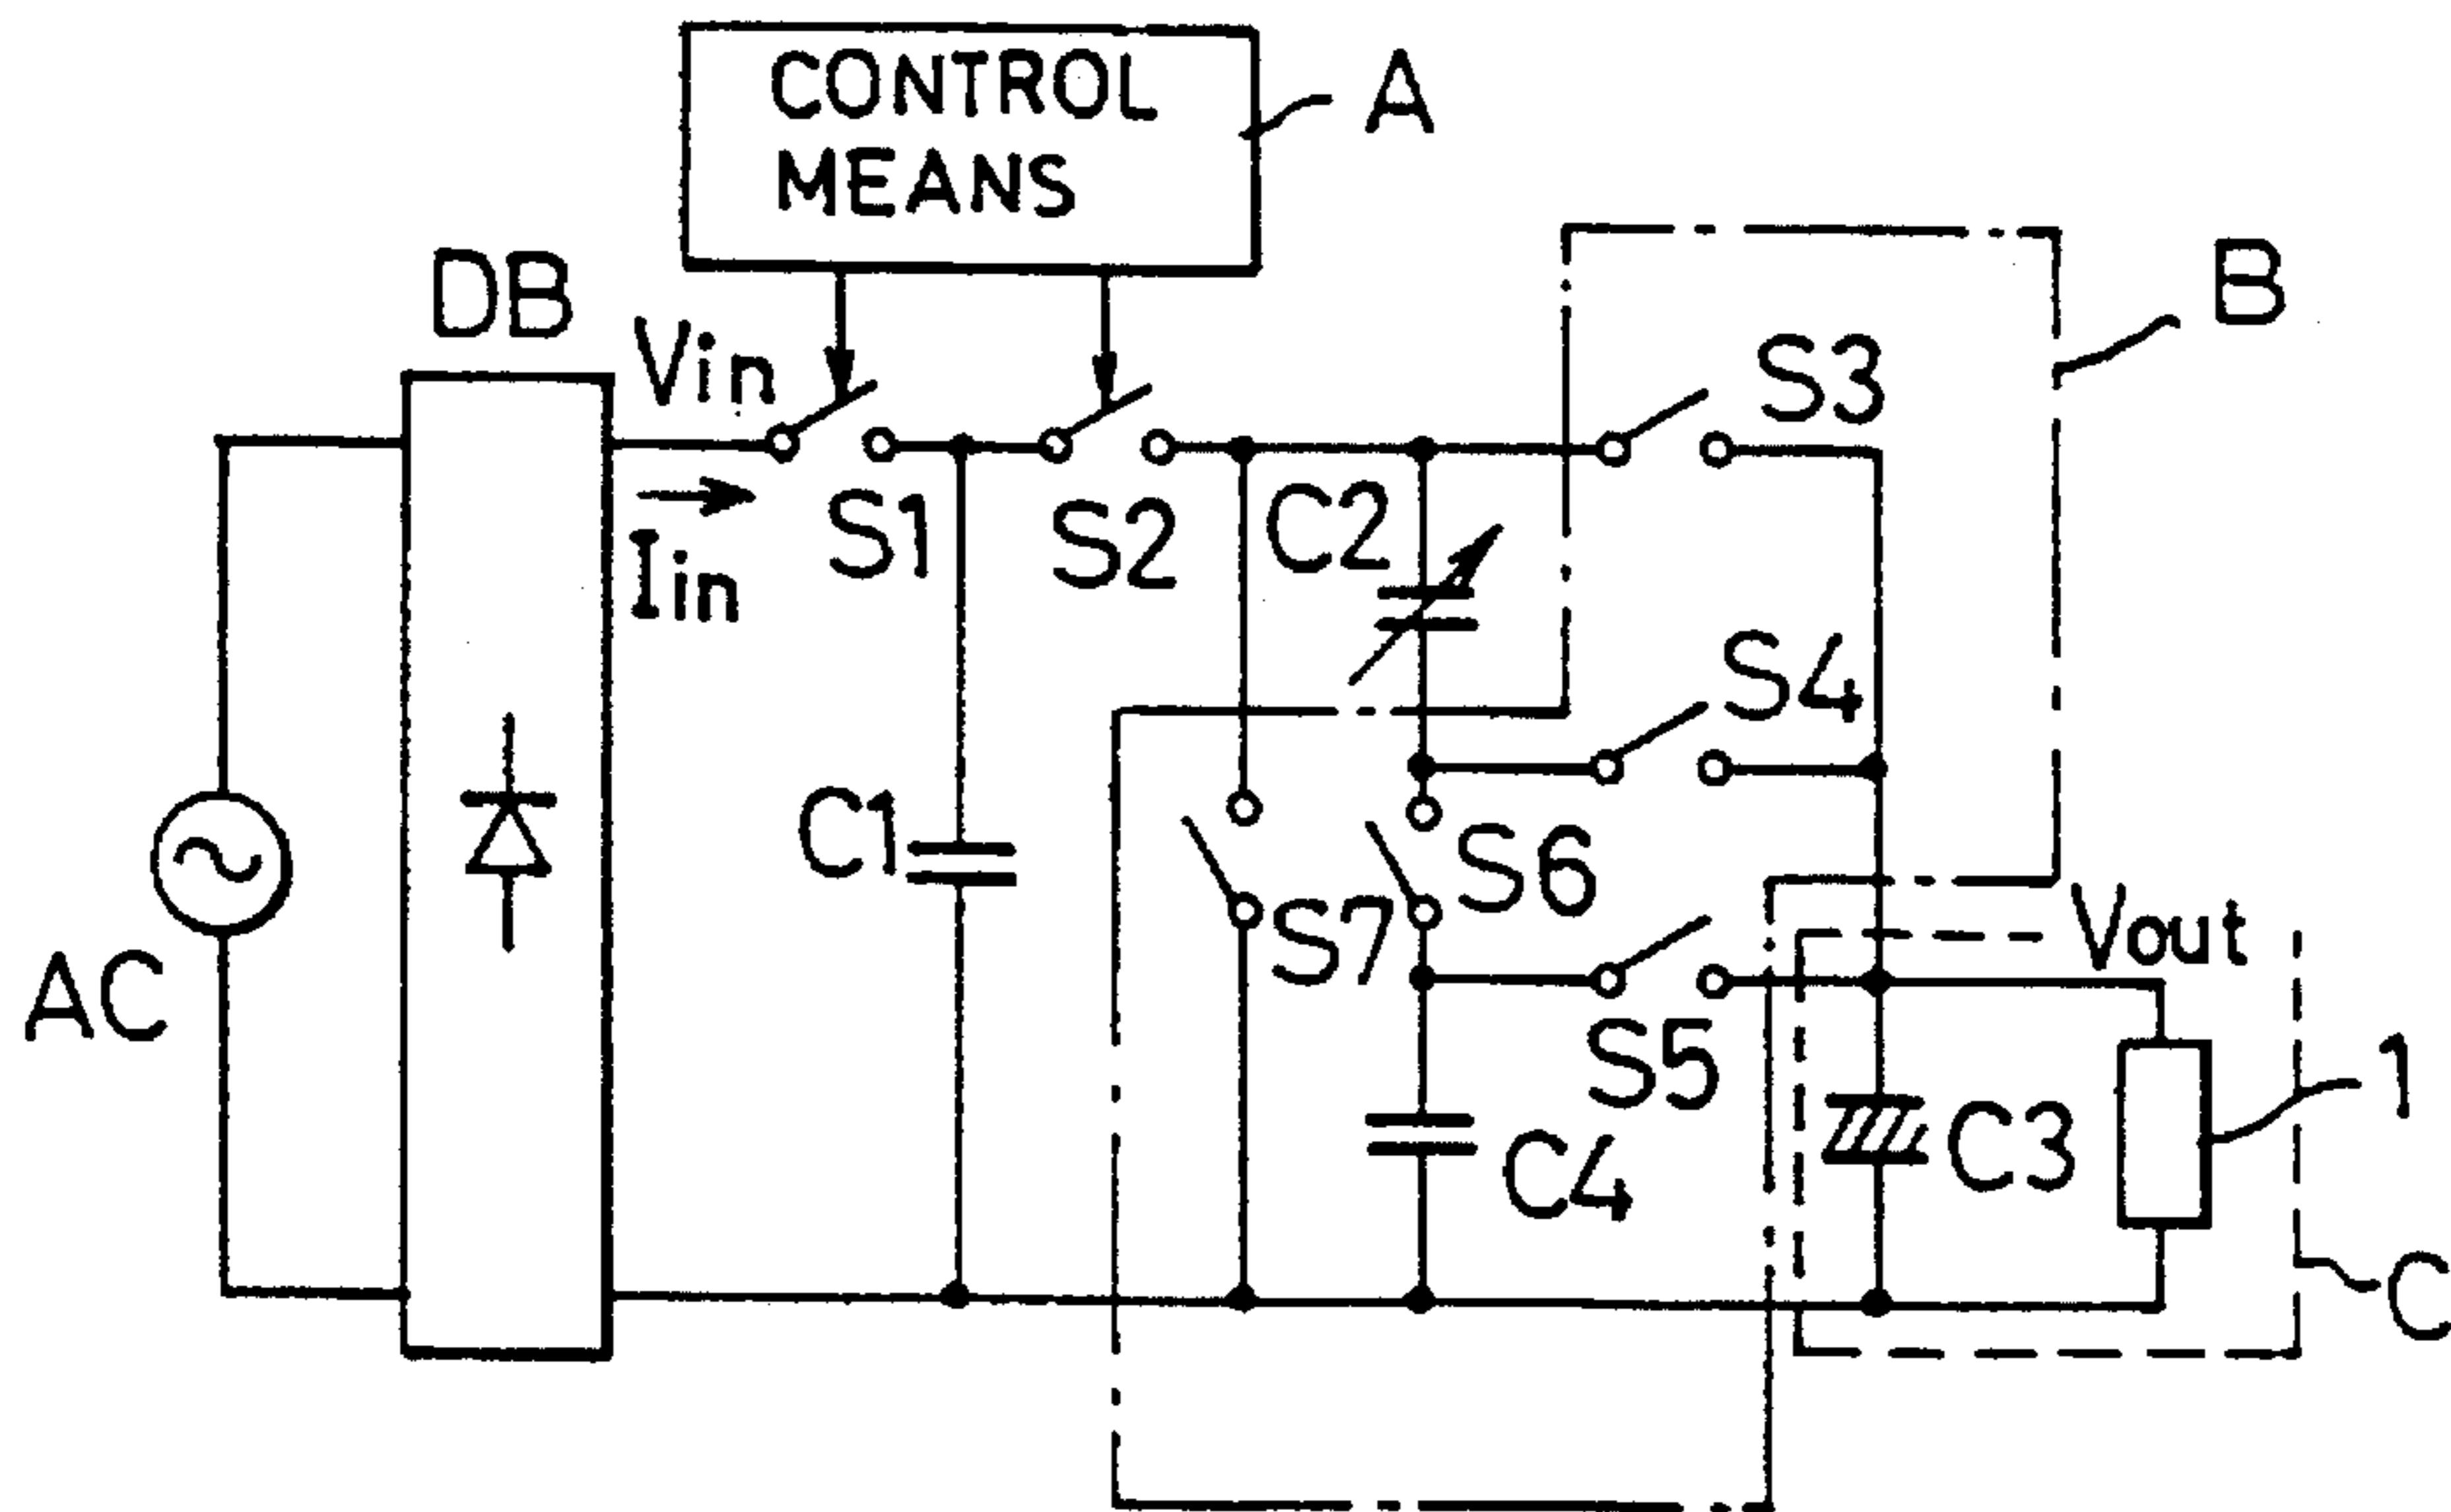 CONTROL
MEANS
A
DB
B
Vin
S3
Iin
S1
S2
C2
S4
C1
S6
S7
Vout
AC
S5
1
C4
C3
C